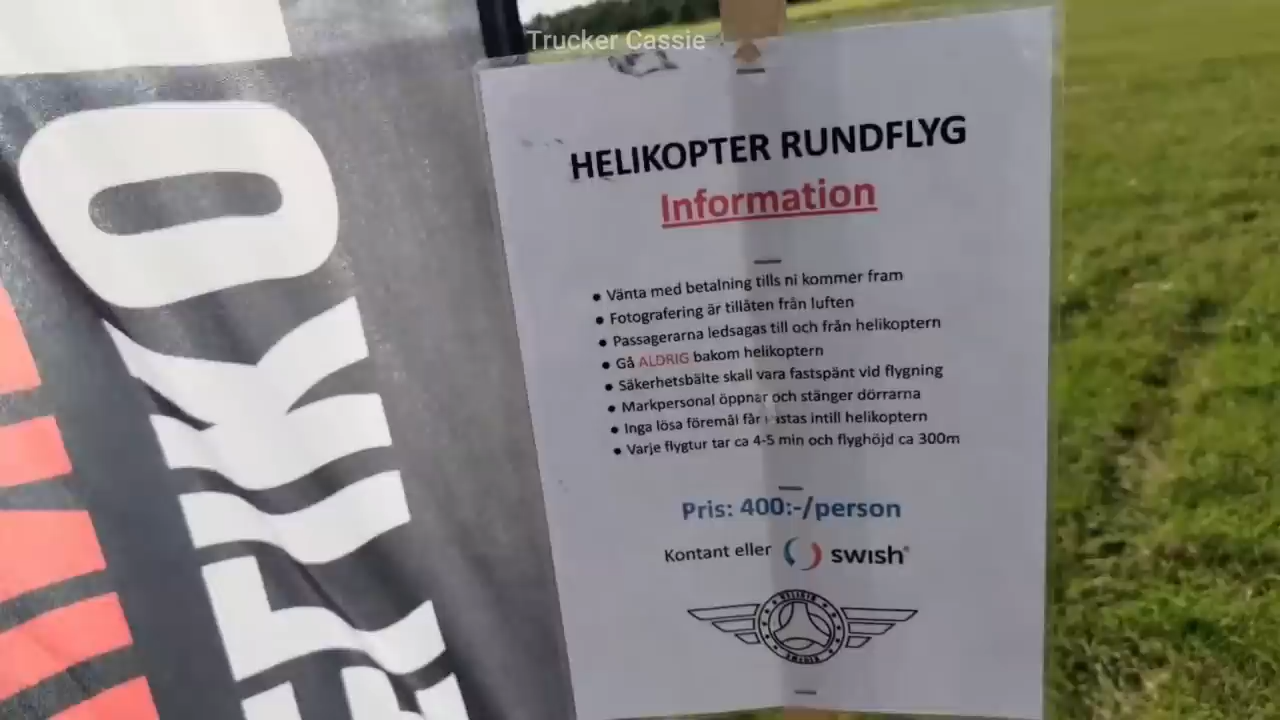 Trucker Cassie
HELIKOPTER RUNDFLYG
Information
• Vänta med betalning tills ni kommer fram
• Fotografering är tillåten från luften
• Passagerarna ledsagas till och från helikoptern
• Gå ALDRIG bakom helikoptern
• Säkerhetsbälte skall vara fastspänt vid flygning
• Markpersonal öppnar och stänger dörrarna
• Inga lösa föremål får kastas intill helikoptern
• Varje flygtur tar ca 4-5 min och flyghöjd ca 300m
Pris: 400:-/person
Kontant eller swish
SWEDEN